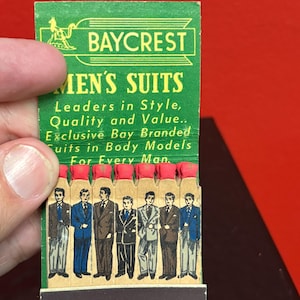 BAYCREST
MEN'S SUITS
Leaders in Style,
Quality and Value..
Exclusive Bay Branded
Suits in Body Models
For Every Man.